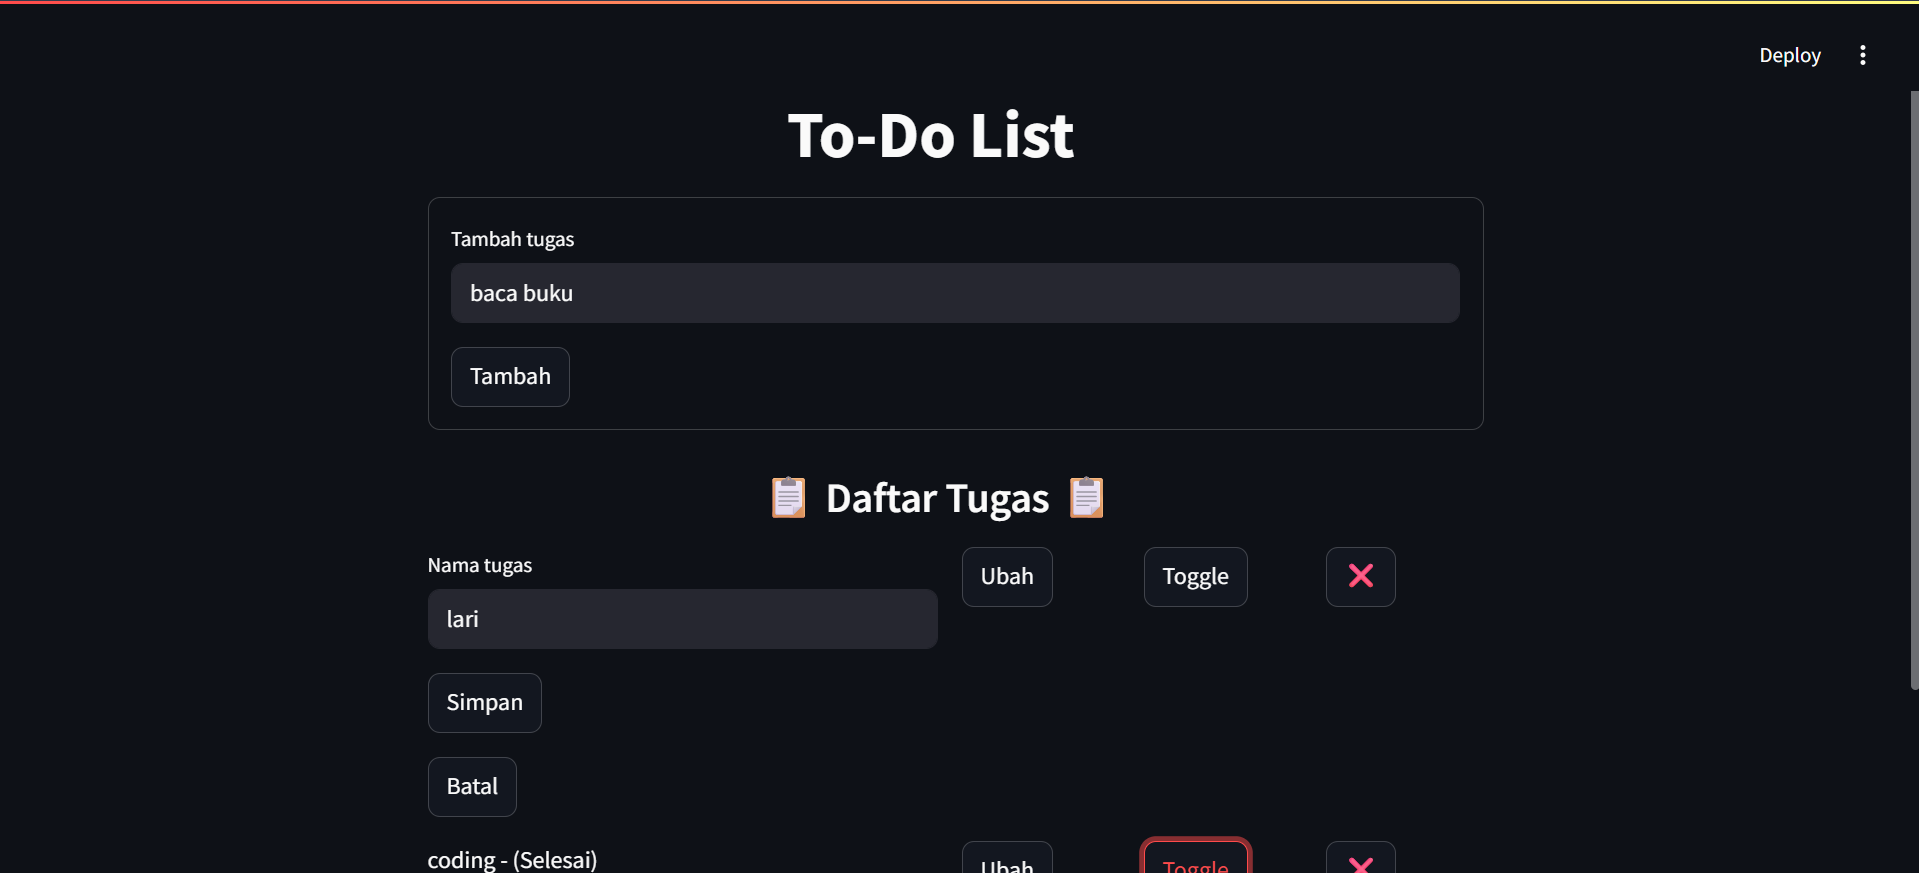 Deploy
To-Do List
Tambah tugas
baca buku
Tambah
Daftar Tugas
Nama tugas
Ubah
Toggle
lari
Simpan
Batal
coding - (Selesai)
Ubah
Toggle